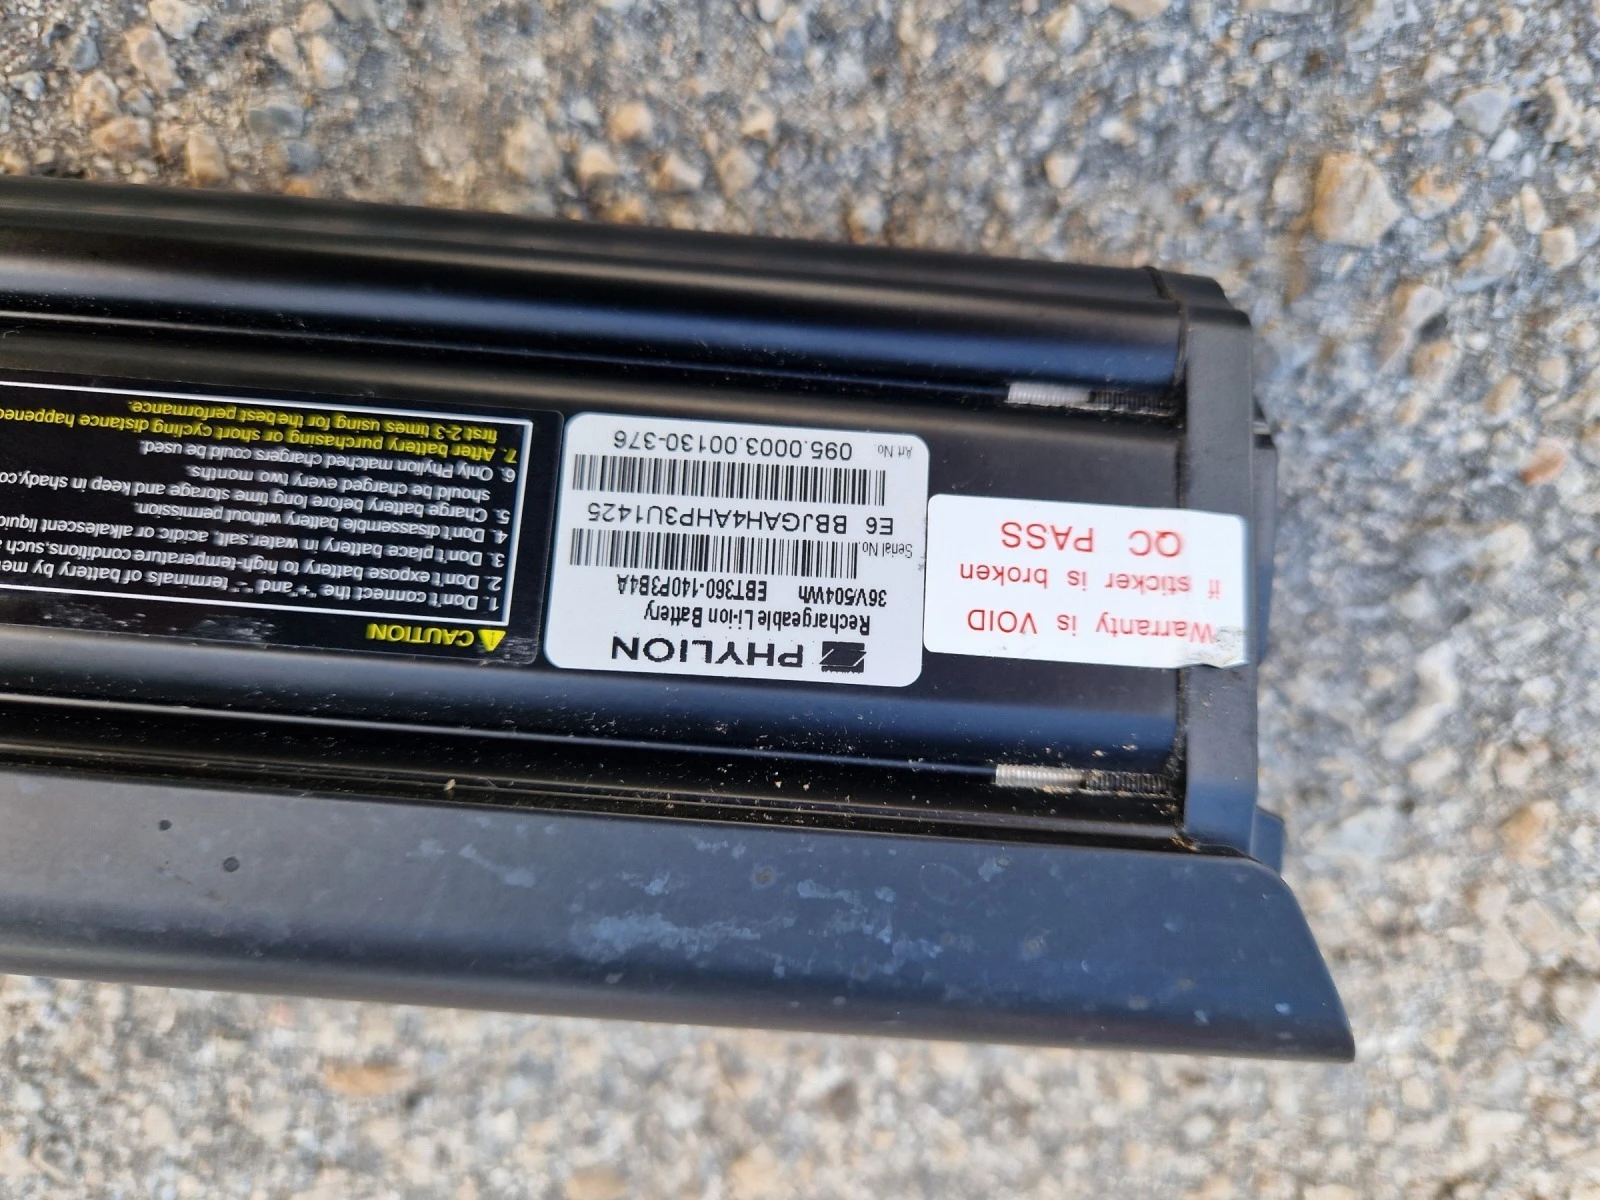 PHYLION
Rechargeable Li-ion Battery
36V/504Wh EBT360-140P3B4A
Serial No.
E6 BBJGAH4AHP3U1425
Art No. 095.0003.00130-376
Warranty is VOID
if sticker is broken
QC PASS
CAUTION
1. Don't connect the "+" and "-" terminals of battery by
2. Don't expose battery to high-temperature conditions,such
3. Don't place battery in water,salt, acidic, or alkalescent
4. Don't disassemble battery without permission.
5. Charge battery before long time storage and keep in shady,
should be charged every two months.
6. Only Phylion matched chargers could be used.
7. After battery purchasing or short cycling distance happened
first 2-3 times using for the best performance.